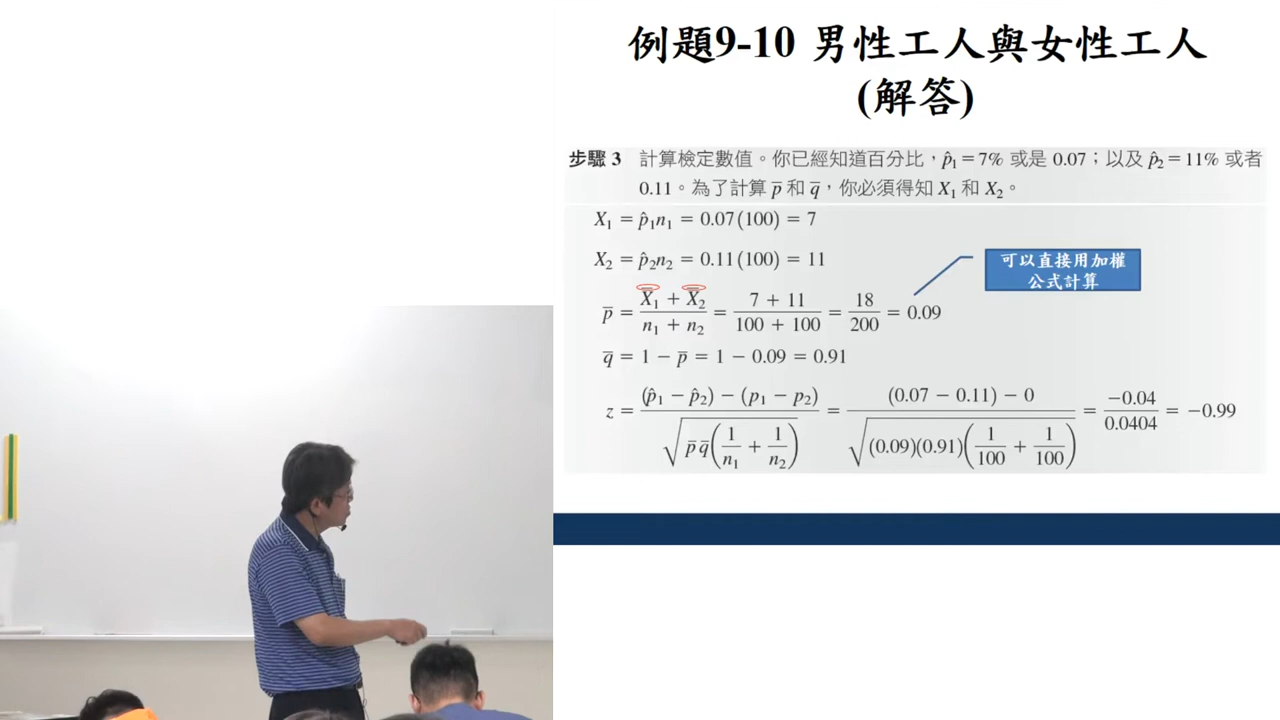 例題9-10 男性工人與女性工人
(解答)
步驟 3 計算檢定數值。你已經知道百分比，p̂₁ = 7% 或是 0.07；以及 p̂₂ = 11% 或者
0.11。為了計算 p̅ 和 q̅，你必須得知 X₁ 和 X₂。
X₁ = p̂₁n₁ = 0.07(100) = 7
X₂ = p̂₂n₂ = 0.11(100) = 11
可以直接用加權
公式計算
p̅ = (X̅₁ + X̅₂)/(n₁ + n₂) = (7 + 11)/(100 + 100) = 18/200 = 0.09
q̅ = 1 − p̅ = 1 − 0.09 = 0.91
z = ((p̂₁ − p̂₂) − (p₁ − p₂))/√(p̅ q̅(1/n₁ + 1/n₂)) = ((0.07 − 0.11) − 0)/√((0.09)(0.91)(1/100 + 1/100)) = −0.04/0.0404 = −0.99